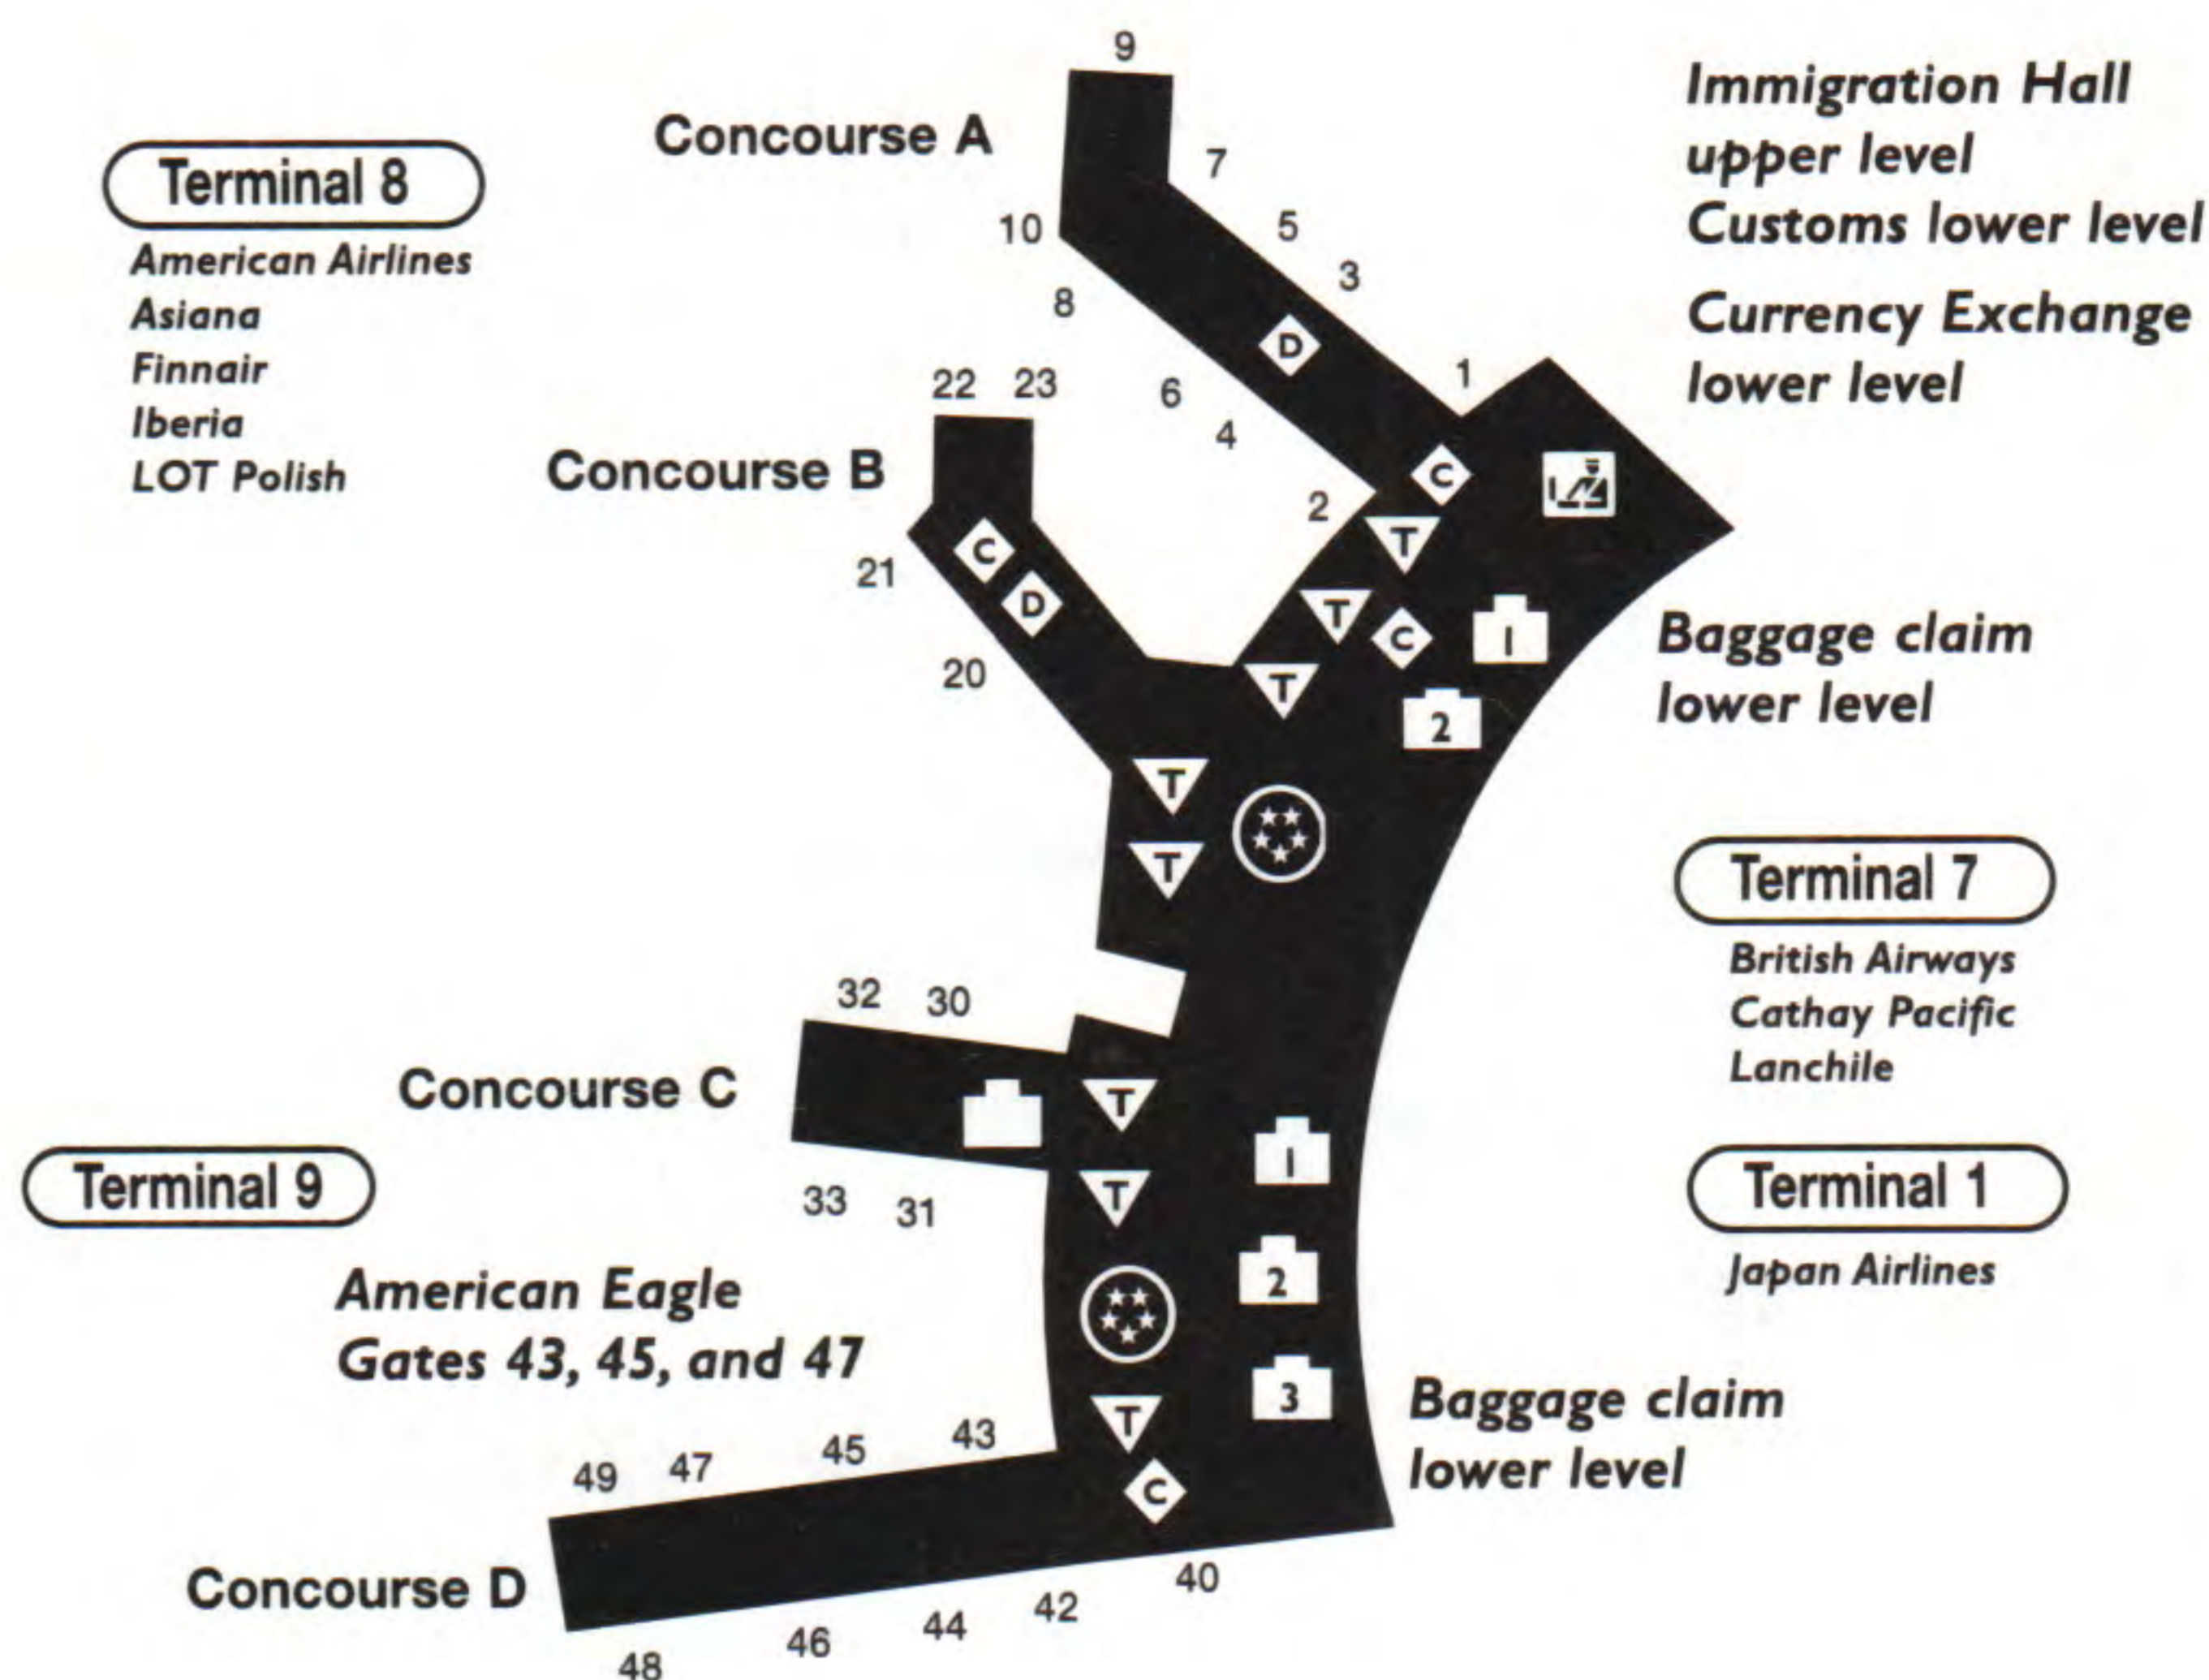 9
Concourse A
7
10
5
8
3
D
1
6
4
2
C
T
T
C
T
1
2
Terminal 8
American Airlines
Asiana
Finnair
Iberia
LOT Polish
Immigration Hall
upper level
Customs lower level
Currency Exchange
lower level
22 23
Concourse B
C
D
21
20
T
T
Baggage claim
lower level
Terminal 7
British Airways
Cathay Pacific
Lanchile
Terminal 1
Japan Airlines
32 30
Concourse C
T
T
33 31
1
2
3
Terminal 9
American Eagle
Gates 43, 45, and 47
Baggage claim
lower level
T
C
49 47 45 43
Concourse D
48 46 44 42 40